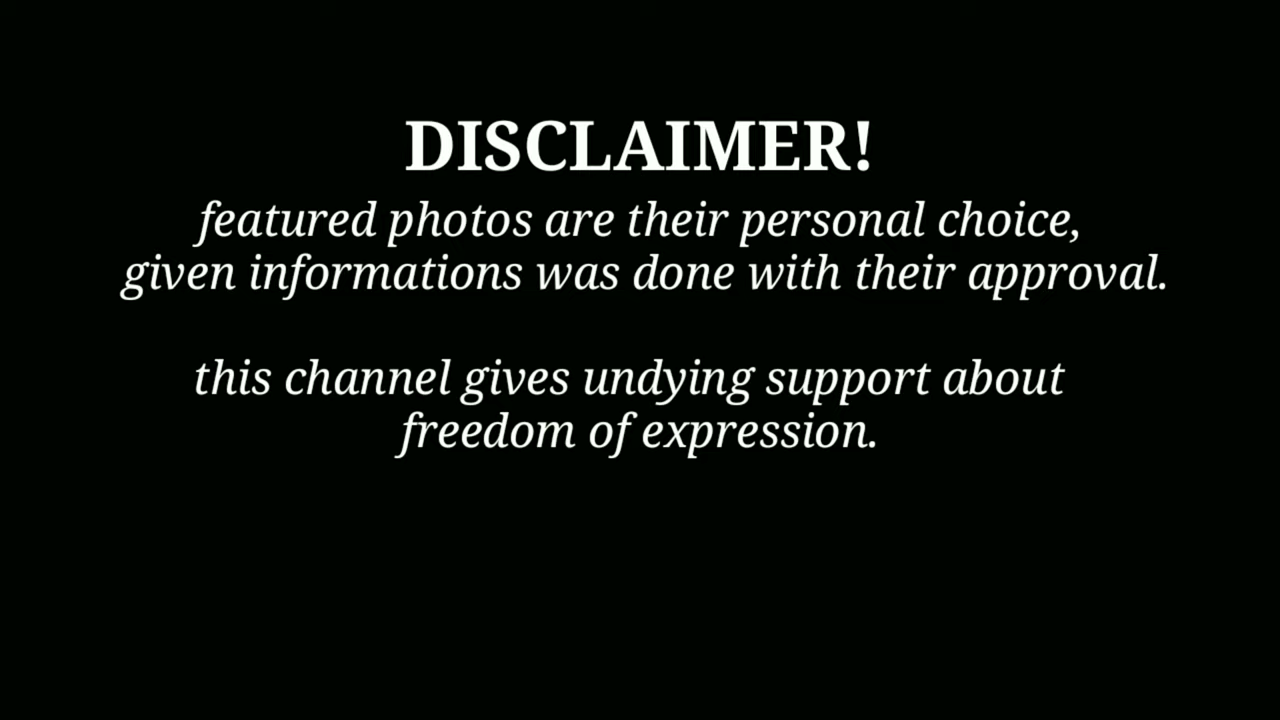 DISCLAIMER!
featured photos are their personal choice,
given informations was done with their approval.
this channel gives undying support about
freedom of expression.